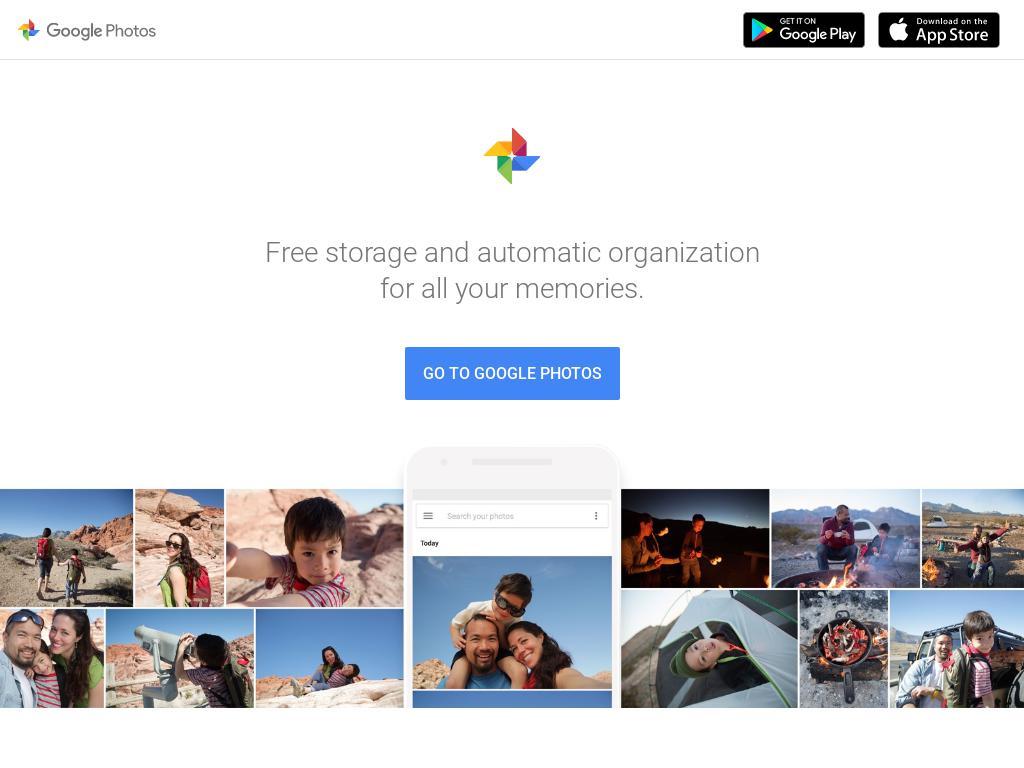 Google Photos
GET IT ON
Google Play
Download on the
App Store
Free storage and automatic organization
for all your memories.
GO TO GOOGLE PHOTOS
Search your photos
Today